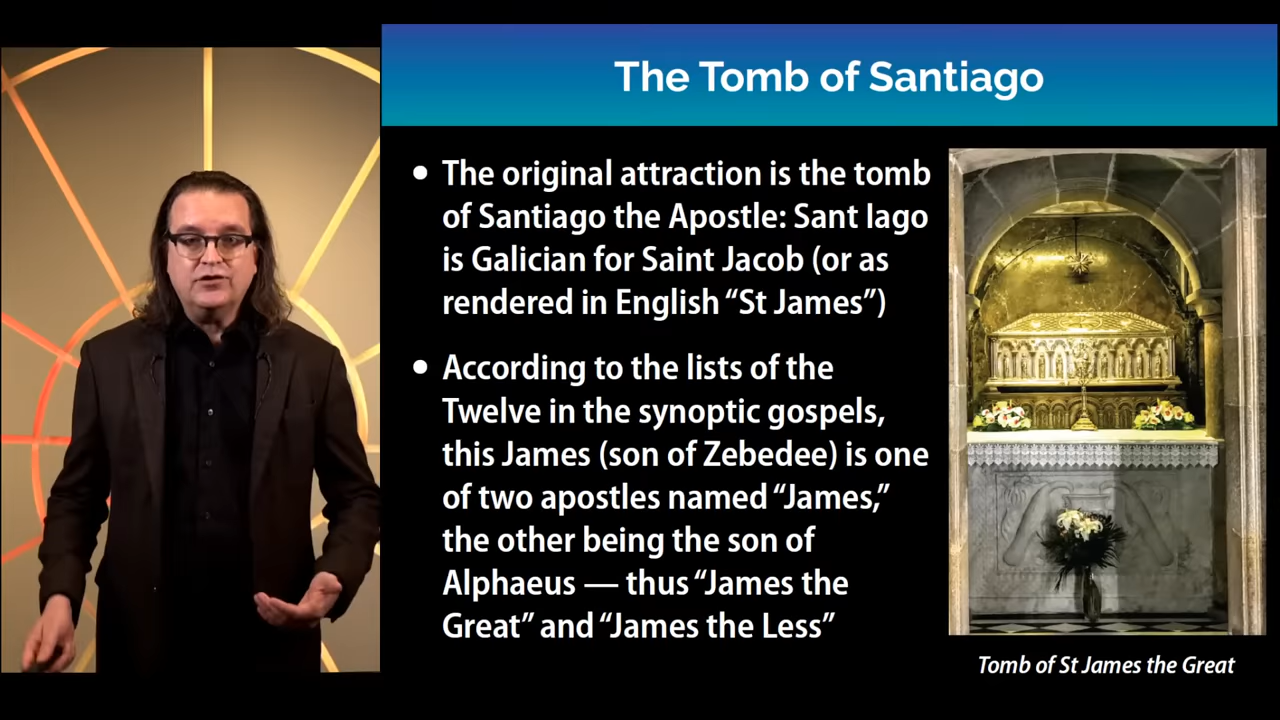 The Tomb of Santiago
• The original attraction is the tomb
of Santiago the Apostle: Sant Iago
is Galician for Saint Jacob (or as
rendered in English “St James”)
• According to the lists of the
Twelve in the synoptic gospels,
this James (son of Zebedee) is one
of two apostles named “James,”
the other being the son of
Alphaeus — thus “James the
Great” and “James the Less”
Tomb of St James the Great